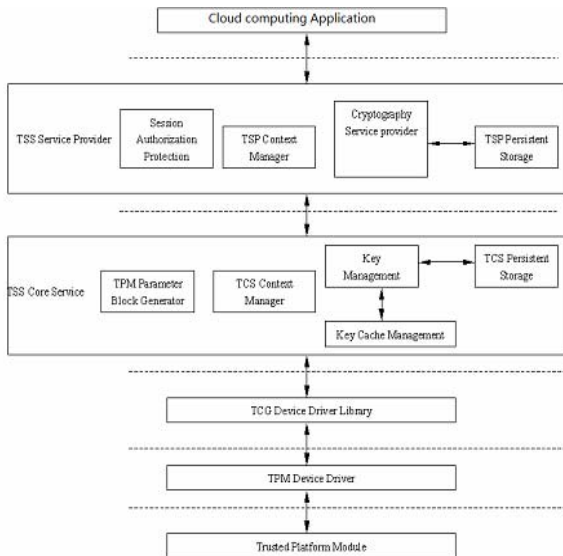 Cloud computing Application
TSS Service Provider
Session
Authorization
Protection
TSP Context
Manager
Cryptography
Service provider
TSP Persistent
Storage
TSS Core Service
TPM Parameter
Block Generator
TCS Context
Manager
Key
Management
TCS Persistent
Storage
Key Cache Management
TCG Device Driver Library
TPM Device Driver
Trusted Platform Module